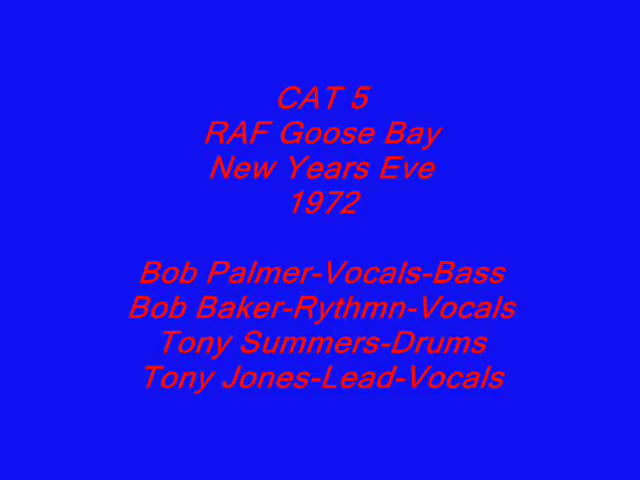 CAT 5
RAF Goose Bay
New Years Eve
1972
Bob Palmer-Vocals-Bass
Bob Baker-Rythmn-Vocals
Tony Summers-Drums
Tony Jones-Lead-Vocals